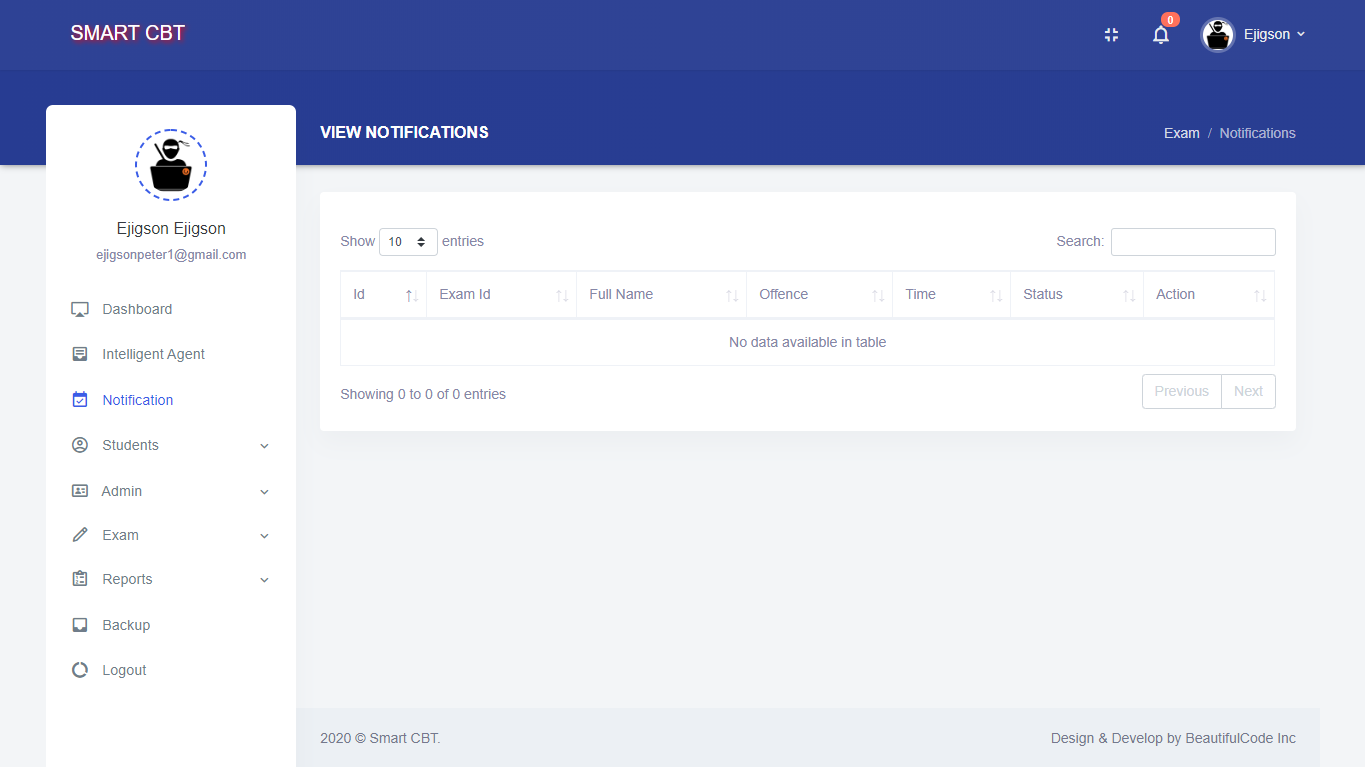 SMART CBT
0
Ejigson
VIEW NOTIFICATIONS
Exam / Notifications
Ejigson Ejigson
ejigsonpeter1@gmail.com
Dashboard
Intelligent Agent
Notification
Students
Admin
Exam
Reports
Backup
Logout
Show 10 entries
Search:
Id Exam Id Full Name Offence Time Status Action
No data available in table
Showing 0 to 0 of 0 entries
Previous Next
2020 © Smart CBT.
Design & Develop by BeautifulCode Inc